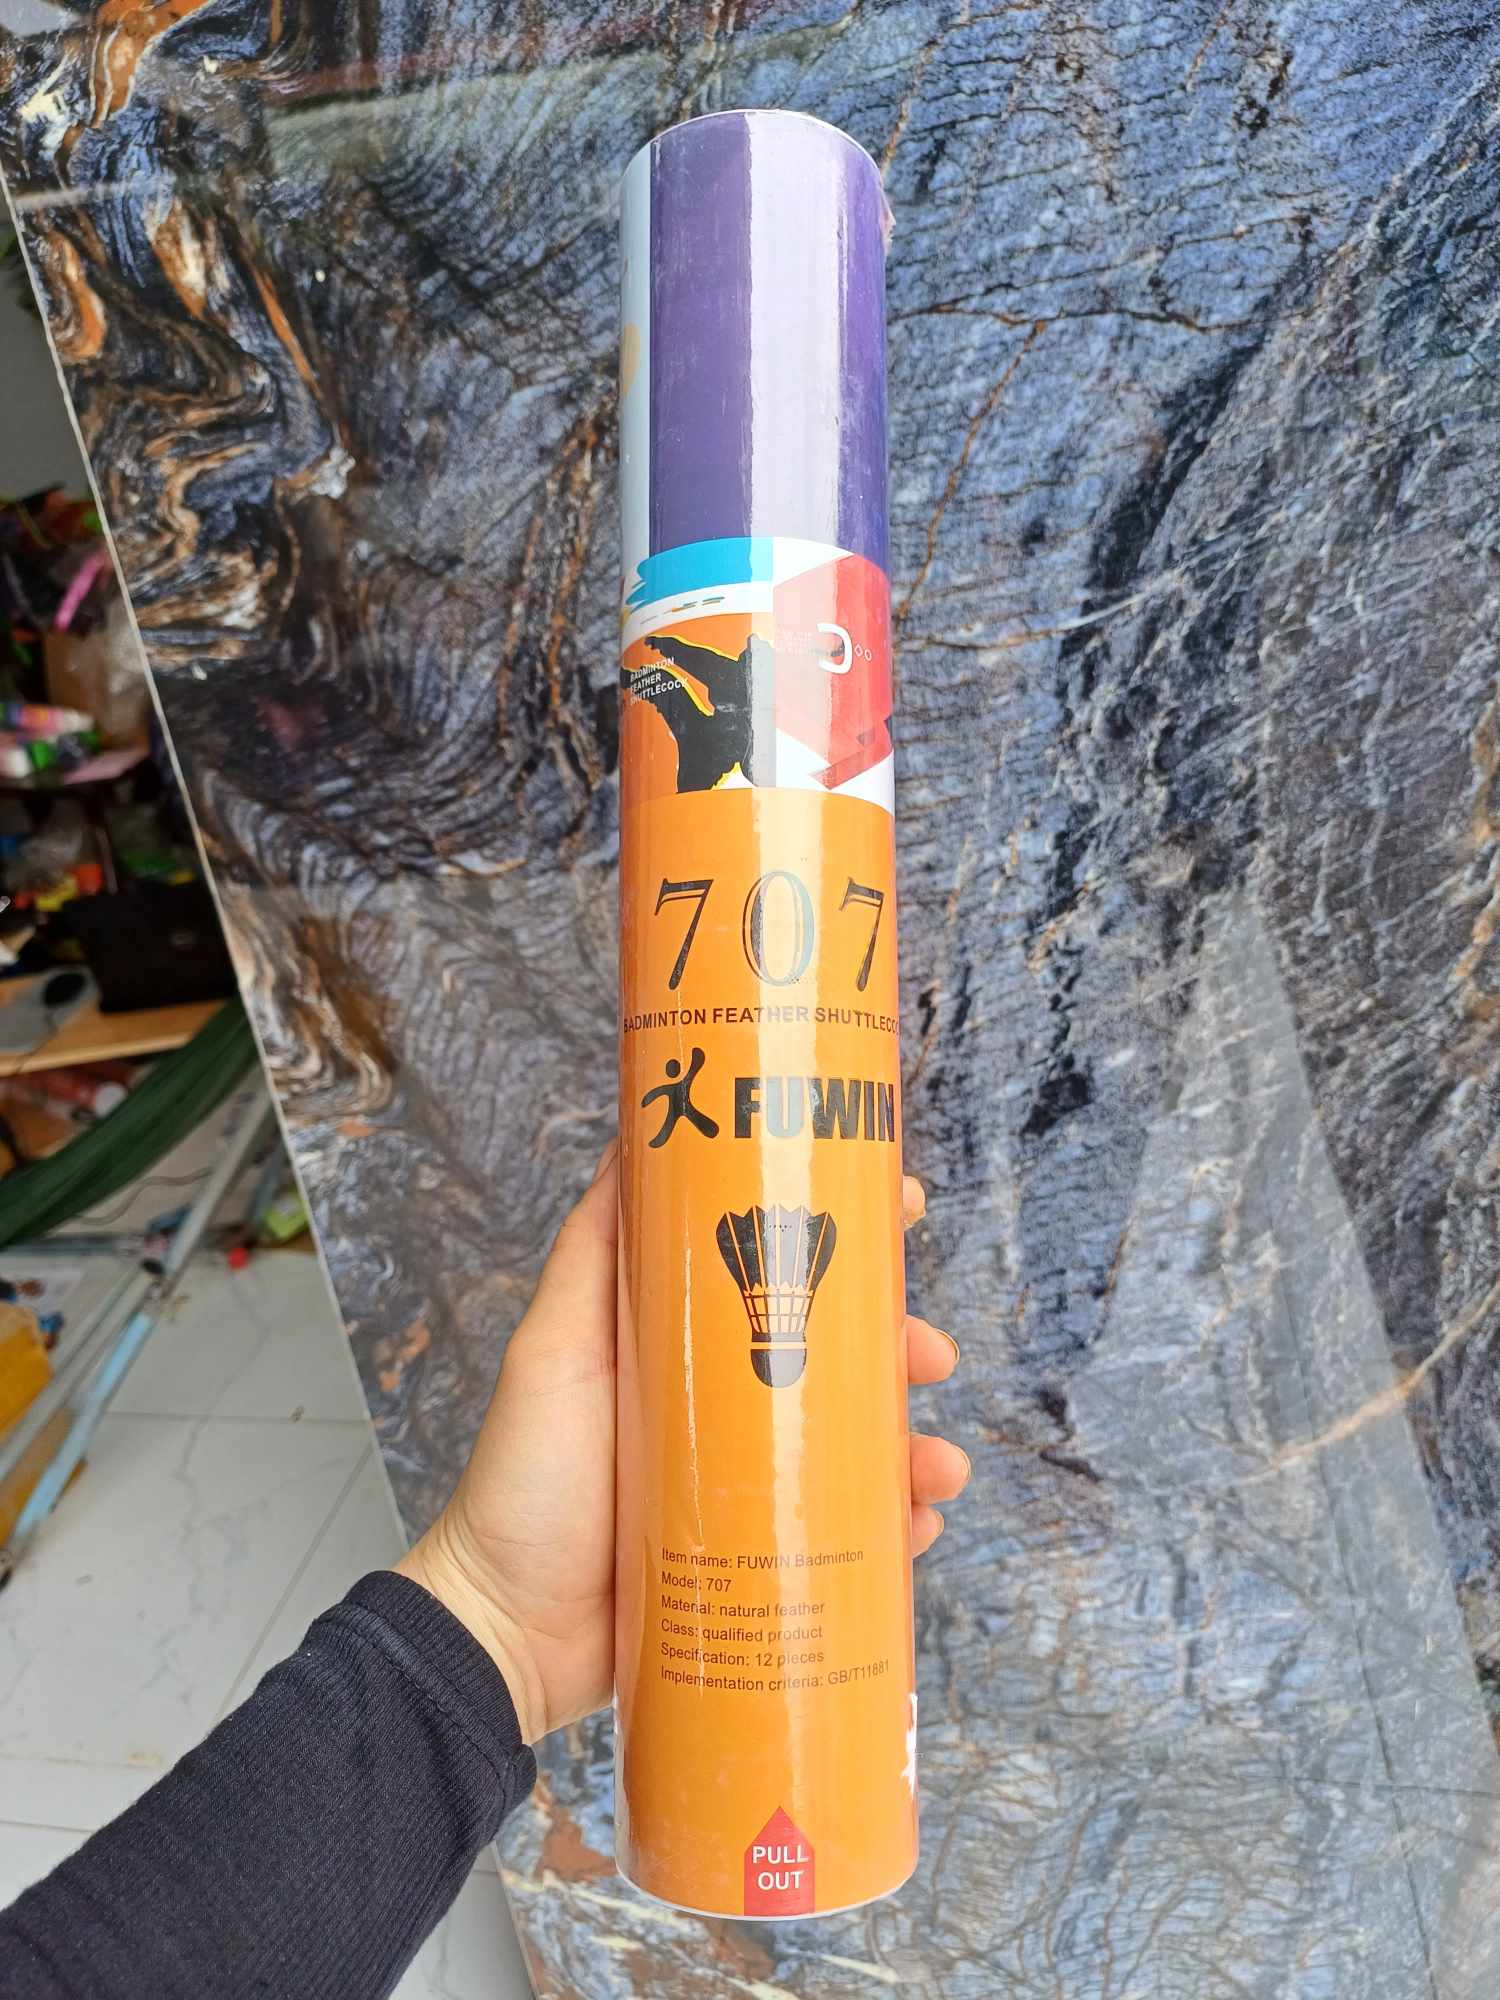 BADMINTON
FEATHER
SHUTTLECOCK
707
BADMINTON FEATHER SHUTTLECOC
FUWIN
Item name: FUWIN Badminton
Model: 707
Material: natural feather
Class: qualified product
Specification: 12 pieces
Implementation criteria: GB/T11881
PULL
OUT